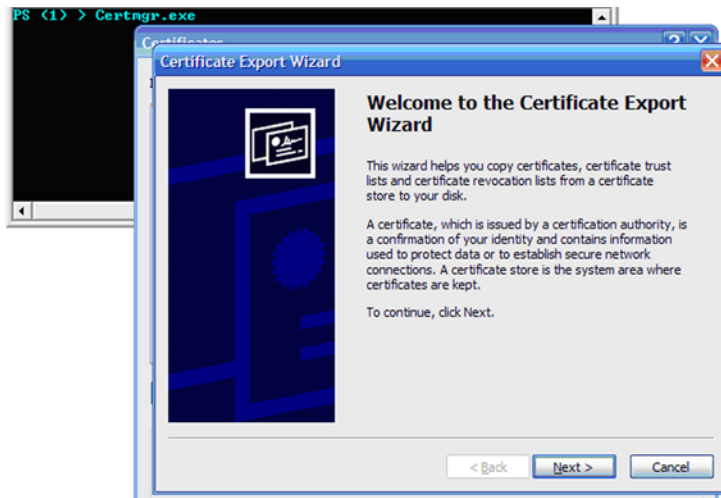 PS (1) > Certmgr.exe
Certificates
Certificate Export Wizard
Welcome to the Certificate Export
Wizard
This wizard helps you copy certificates, certificate trust
lists and certificate revocation lists from a certificate
store to your disk.
A certificate, which is issued by a certification authority, is
a confirmation of your identity and contains information
used to protect data or to establish secure network
connections. A certificate store is the system area where
certificates are kept.
To continue, click Next.
< Back Next > Cancel